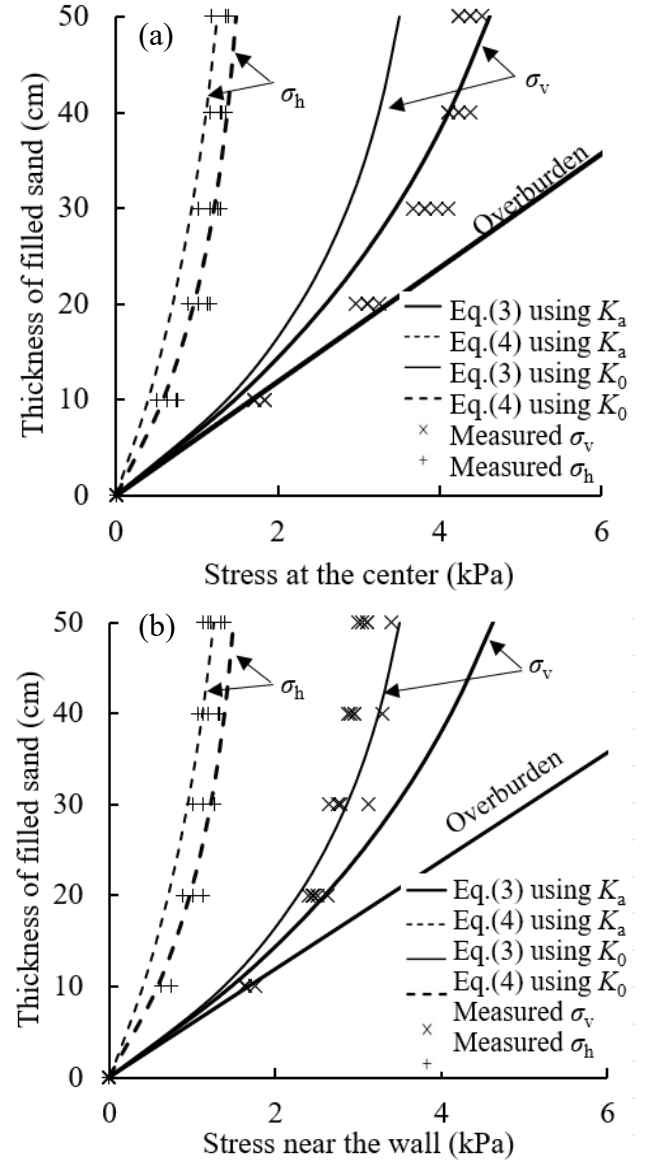 (a)
50
40
30
20
10
0
Thickness of filled sand (cm)
σh
σv
Overburden
Eq.(3) using Ka
Eq.(4) using Ka
Eq.(3) using K0
Eq.(4) using K0
Measured σv
Measured σh
0 2 4 6
Stress at the center (kPa)
(b)
50
40
30
20
10
0
Thickness of filled sand (cm)
σh
σv
Overburden
Eq.(3) using Ka
Eq.(4) using Ka
Eq.(3) using K0
Eq.(4) using K0
Measured σv
Measured σh
0 2 4 6
Stress near the wall (kPa)